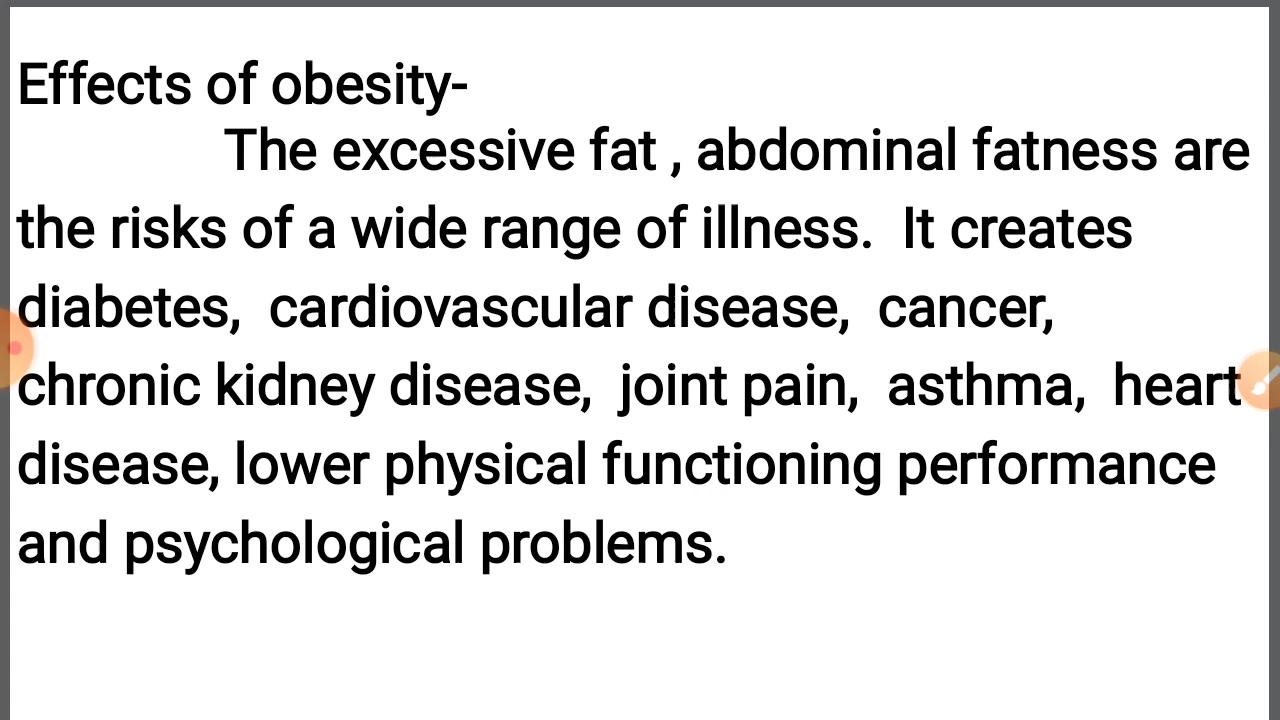 Effects of obesity-
The excessive fat , abdominal fatness are
the risks of a wide range of illness.  It creates
diabetes,  cardiovascular disease,  cancer,
chronic kidney disease,  joint pain,  asthma,  heart
disease, lower physical functioning performance
and psychological problems.